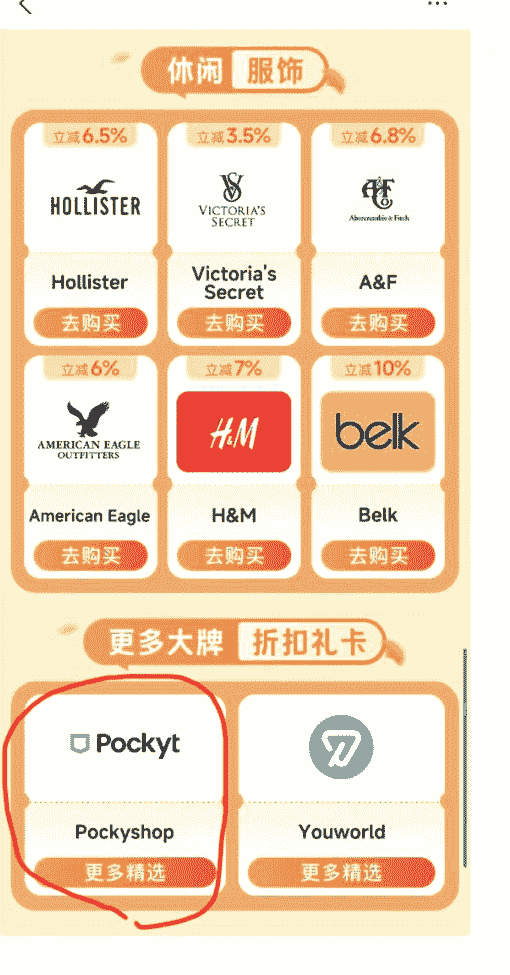 休闲 服饰
立减6.5%
立减3.5%
立减6.8%
HOLLISTER
VICTORIA'S
SECRET
A&F Co
Abercrombie & Fitch
Hollister
Victoria's
Secret
A&F
去购买
去购买
去购买
立减6%
立减7%
立减10%
AMERICAN EAGLE
OUTFITTERS
H&M
belk
American Eagle
H&M
Belk
去购买
去购买
去购买
更多大牌 折扣礼卡
Pockyt
Pockyshop
Youworld
更多精选
更多精选